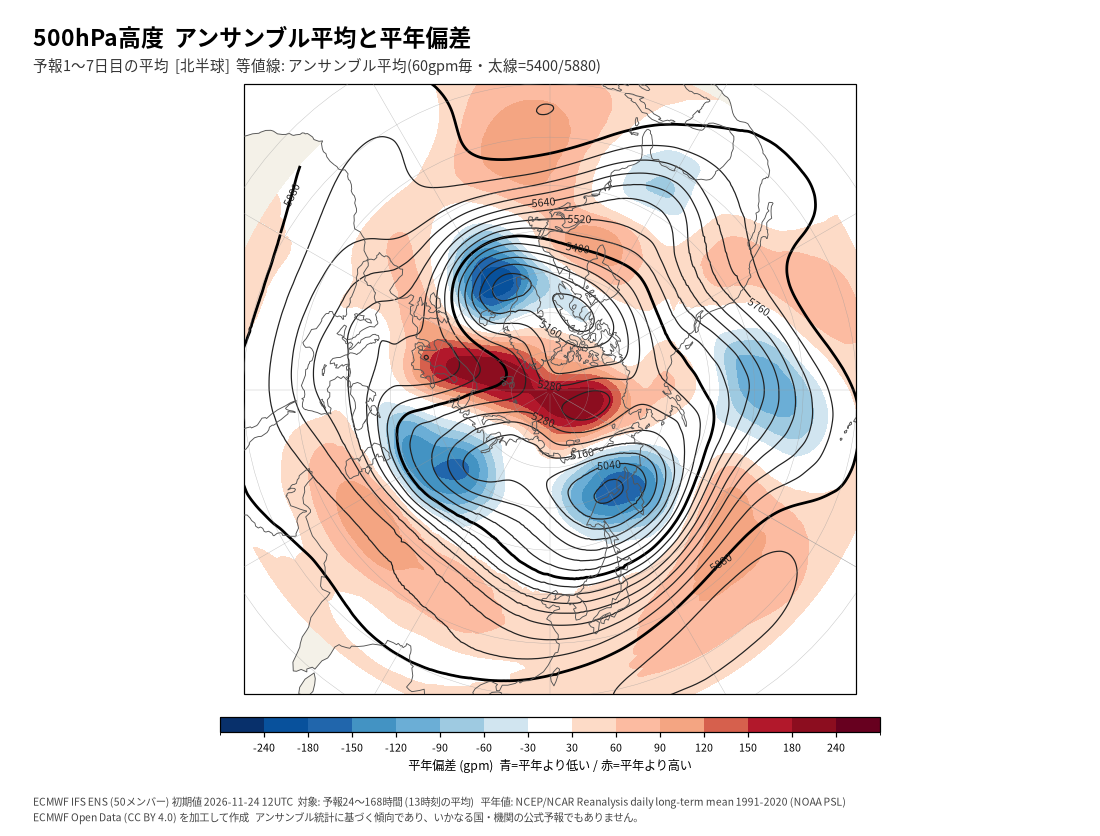 500hPa高度 アンサンブル平均と平年偏差
予報1〜7日目の平均 [北半球] 等値線: アンサンブル平均(60gpm毎・太線=5400/5880)
5880
5640
5520
5400
5160
5760
5280
5280
5160
5040
5880
-240 -180 -150 -120 -90 -60 -30 30 60 90 120 150 180 240
平年偏差 (gpm) 青=平年より低い / 赤=平年より高い
ECMWF IFS ENS (50メンバー) 初期値 2026-11-24 12UTC 対象: 予報24〜168時間 (13時刻の平均) 平年値: NCEP/NCAR Reanalysis daily long-term mean 1991-2020 (NOAA PSL)
ECMWF Open Data (CC BY 4.0) を加工して作成 アンサンブル統計に基づく傾向であり、いかなる国・機関の公式予報でもありません。